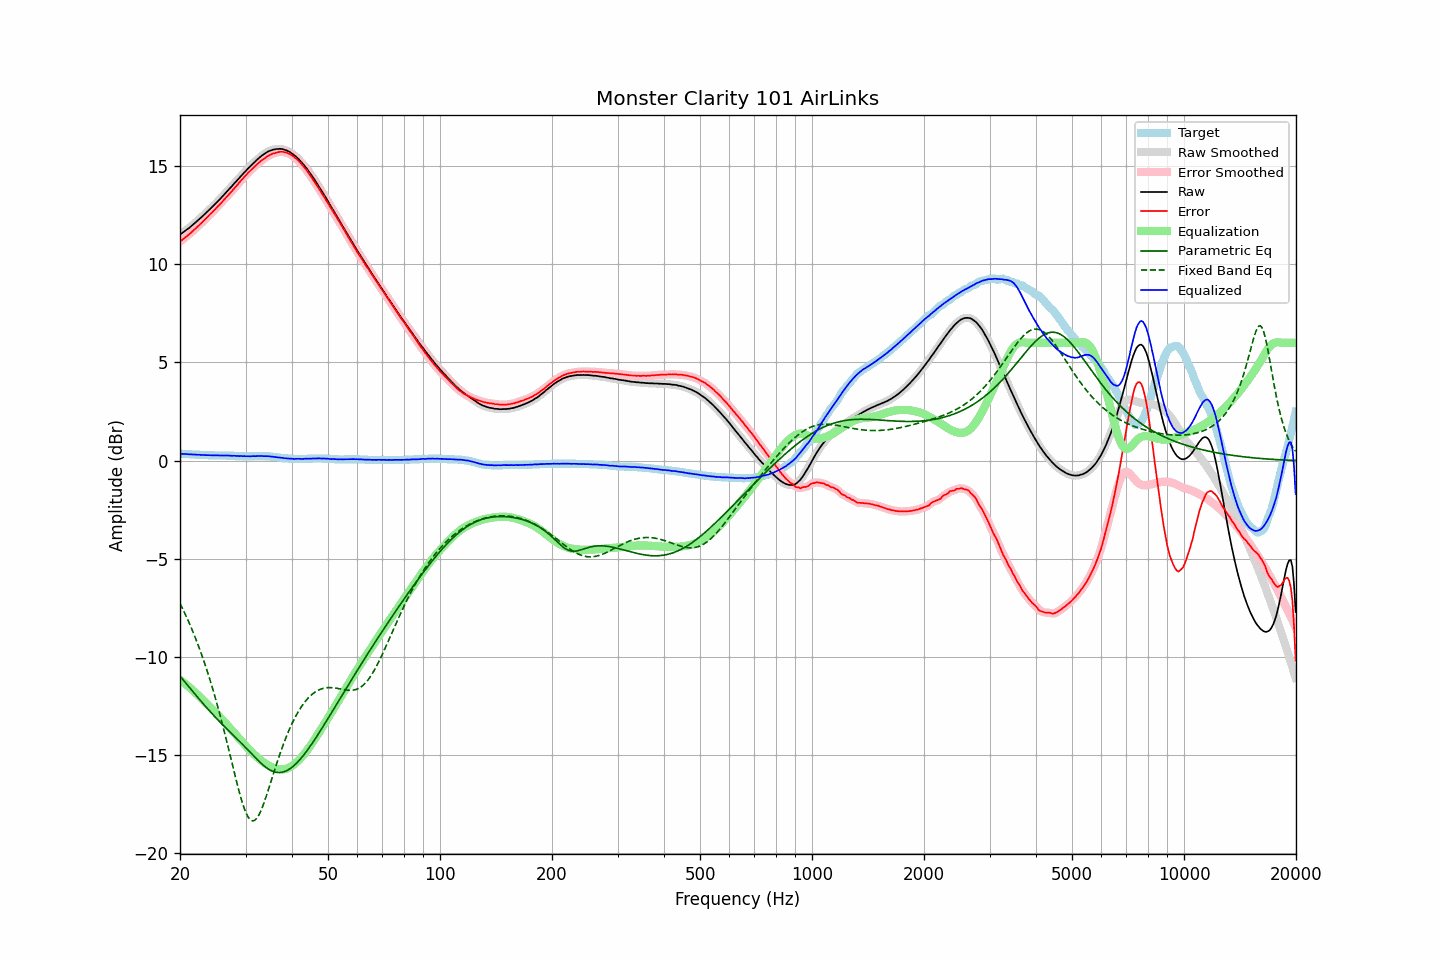 Monster Clarity 101 AirLinks
Target
Raw Smoothed
Error Smoothed
Raw
Error
Equalization
Parametric Eq
Fixed Band Eq
Equalized
Amplitude (dBr)
15
10
5
0
−5
−10
−15
−20
20 50 100 200 500 1000 2000 5000 10000 20000
Frequency (Hz)